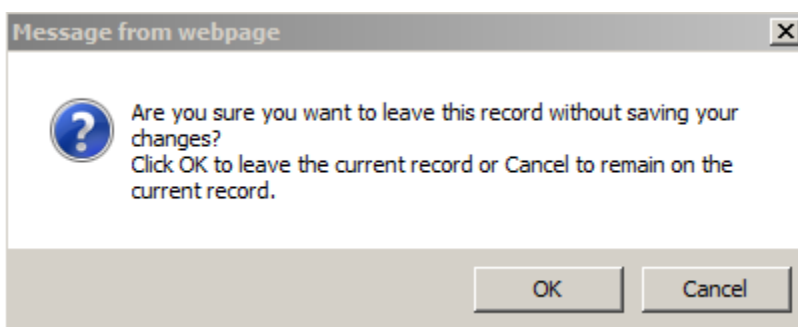 Message from webpage
Are you sure you want to leave this record without saving your
changes?
Click OK to leave the current record or Cancel to remain on the
current record.
OK
Cancel